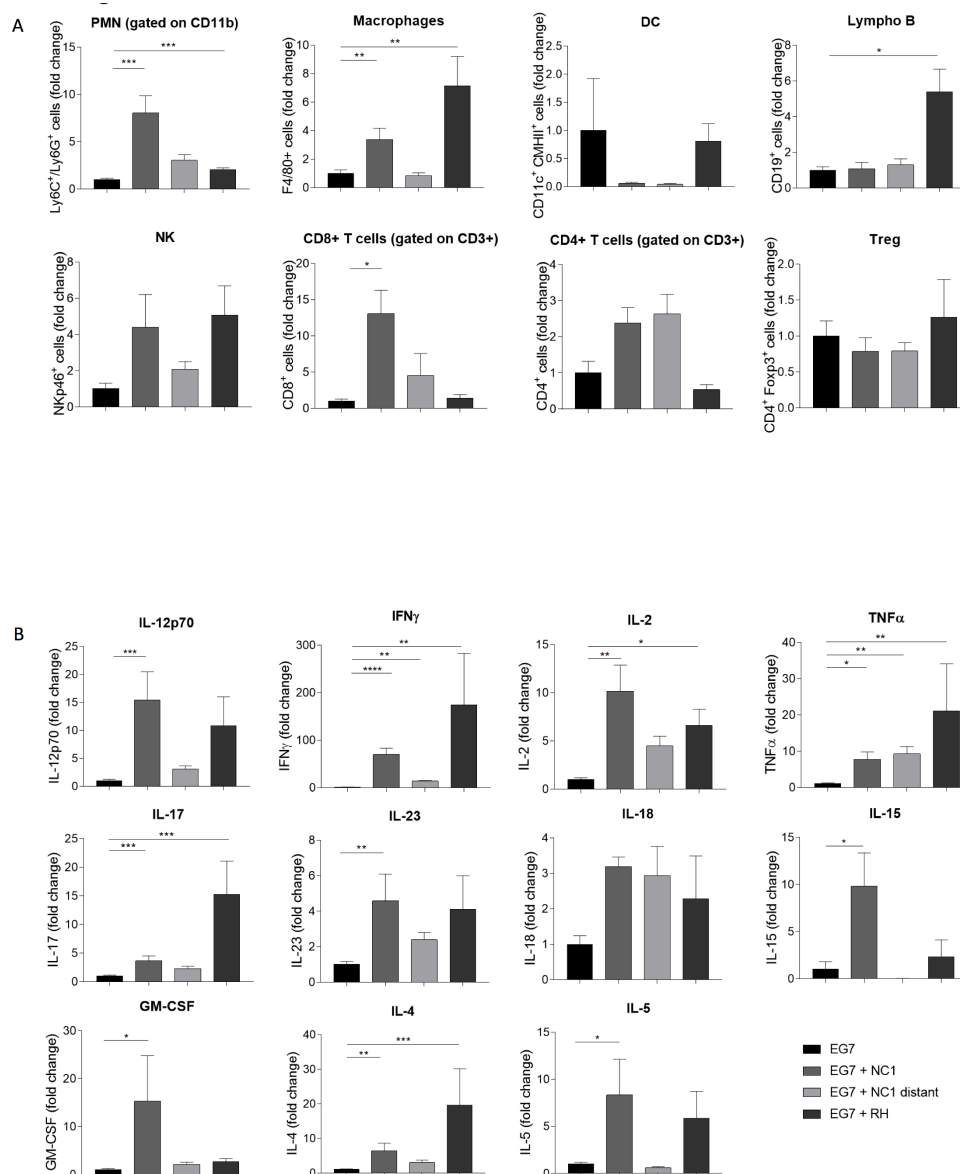 A
PMN (gated on CD11b)
Ly6C+/Ly6G+ cells (fold change)
15
10
5
0
***
***
Macrophages
F4/80+ cells (fold change)
10
8
6
4
2
0
**
**
DC
CD11c+ CMHII+ cells (fold change)
2.5
2.0
1.5
1.0
0.5
0.0
Lympho B
CD19+ cells (fold change)
8
6
4
2
0
*
NK
NKp46+ cells (fold change)
8
6
4
2
0
CD8+ T cells (gated on CD3+)
CD8+ cells (fold change)
20
15
10
5
0
*
CD4+ T cells (gated on CD3+)
CD4+ cells (fold change)
4
3
2
1
0
Treg
CD4+ Foxp3+ cells (fold change)
2.0
1.5
1.0
0.5
0.0
B
IL-12p70
IL-12p70 (fold change)
25
20
15
10
5
0
***
IFNγ
IFNγ (fold change)
300
200
100
0
**
**
****
IL-2
IL-2 (fold change)
15
10
5
0
*
**
TNFα
TNFα (fold change)
40
30
20
10
0
**
**
*
IL-17
IL-17 (fold change)
25
20
15
10
5
0
***
***
IL-23
IL-23 (fold change)
8
6
4
2
0
**
IL-18
IL-18 (fold change)
4
3
2
1
0
IL-15
IL-15 (fold change)
15
10
5
0
*
GM-CSF
GM-CSF (fold change)
30
20
10
0
*
IL-4
IL-4 (fold change)
40
30
20
10
0
***
**
IL-5
IL-5 (fold change)
15
10
5
0
*
EG7
EG7 + NC1
EG7 + NC1 distant
EG7 + RH